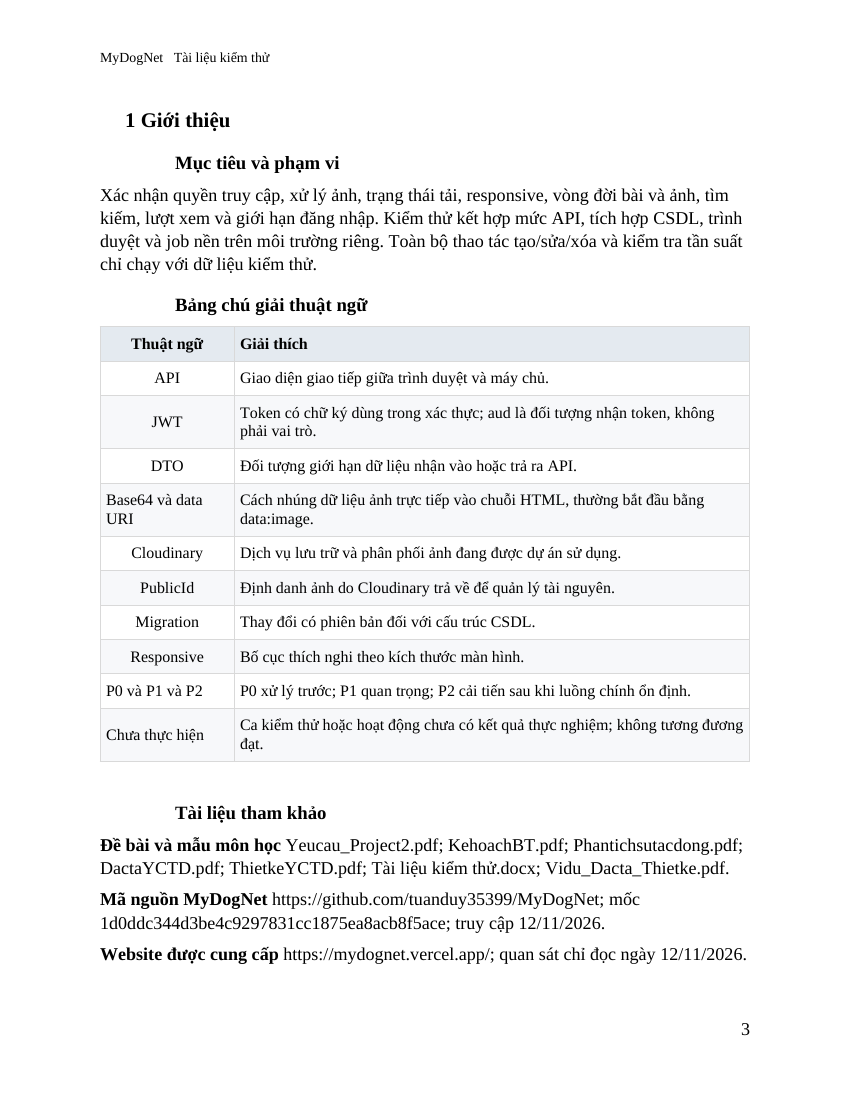 MyDogNet Tài liệu kiểm thử
1 Giới thiệu
Mục tiêu và phạm vi
Xác nhận quyền truy cập, xử lý ảnh, trạng thái tải, responsive, vòng đời bài và ảnh, tìm
kiếm, lượt xem và giới hạn đăng nhập. Kiểm thử kết hợp mức API, tích hợp CSDL, trình
duyệt và job nền trên môi trường riêng. Toàn bộ thao tác tạo/sửa/xóa và kiểm tra tần suất
chỉ chạy với dữ liệu kiểm thử.
Bảng chú giải thuật ngữ
Thuật ngữ Giải thích
API Giao diện giao tiếp giữa trình duyệt và máy chủ.
JWT Token có chữ ký dùng trong xác thực; aud là đối tượng nhận token, không
phải vai trò.
DTO Đối tượng giới hạn dữ liệu nhận vào hoặc trả ra API.
Base64 và data
URI
Cách nhúng dữ liệu ảnh trực tiếp vào chuỗi HTML, thường bắt đầu bằng
data:image.
Cloudinary Dịch vụ lưu trữ và phân phối ảnh đang được dự án sử dụng.
PublicId Định danh ảnh do Cloudinary trả về để quản lý tài nguyên.
Migration Thay đổi có phiên bản đối với cấu trúc CSDL.
Responsive Bố cục thích nghi theo kích thước màn hình.
P0 và P1 và P2 P0 xử lý trước; P1 quan trọng; P2 cải tiến sau khi luồng chính ổn định.
Chưa thực hiện Ca kiểm thử hoặc hoạt động chưa có kết quả thực nghiệm; không tương đương
đạt.
Tài liệu tham khảo
Đề bài và mẫu môn học Yeucau_Project2.pdf; KehoachBT.pdf; Phantichsutacdong.pdf;
DactaYCTD.pdf; ThietkeYCTD.pdf; Tài liệu kiểm thử.docx; Vidu_Dacta_Thietke.pdf.
Mã nguồn MyDogNet https://github.com/tuanduy35399/MyDogNet; mốc
1d0ddc344d3be4c9297831cc1875ea8acb8f5ace; truy cập 12/11/2026.
Website được cung cấp https://mydognet.vercel.app/; quan sát chỉ đọc ngày 12/11/2026.
3